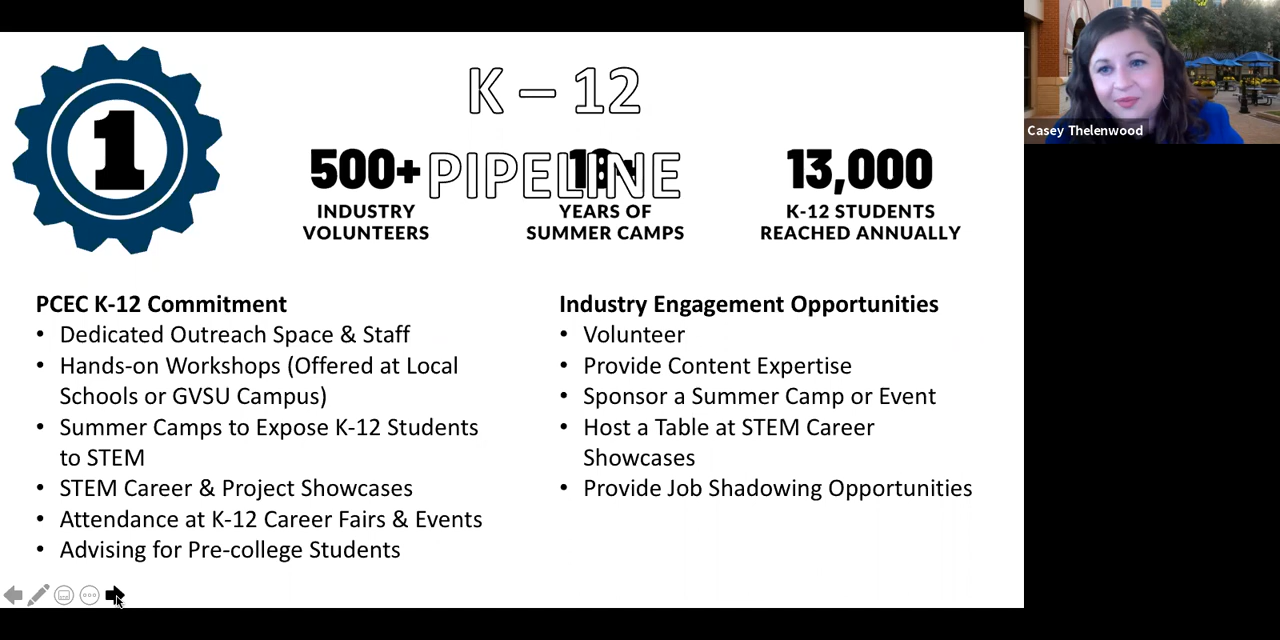 1
K – 12
PIPELINE
500+
INDUSTRY
VOLUNTEERS
YEARS OF
SUMMER CAMPS
13,000
K-12 STUDENTS
REACHED ANNUALLY
PCEC K-12 Commitment
• Dedicated Outreach Space & Staff
• Hands-on Workshops (Offered at Local
Schools or GVSU Campus)
• Summer Camps to Expose K-12 Students
to STEM
• STEM Career & Project Showcases
• Attendance at K-12 Career Fairs & Events
• Advising for Pre-college Students
Industry Engagement Opportunities
• Volunteer
• Provide Content Expertise
• Sponsor a Summer Camp or Event
• Host a Table at STEM Career
Showcases
• Provide Job Shadowing Opportunities
Casey Thelenwood